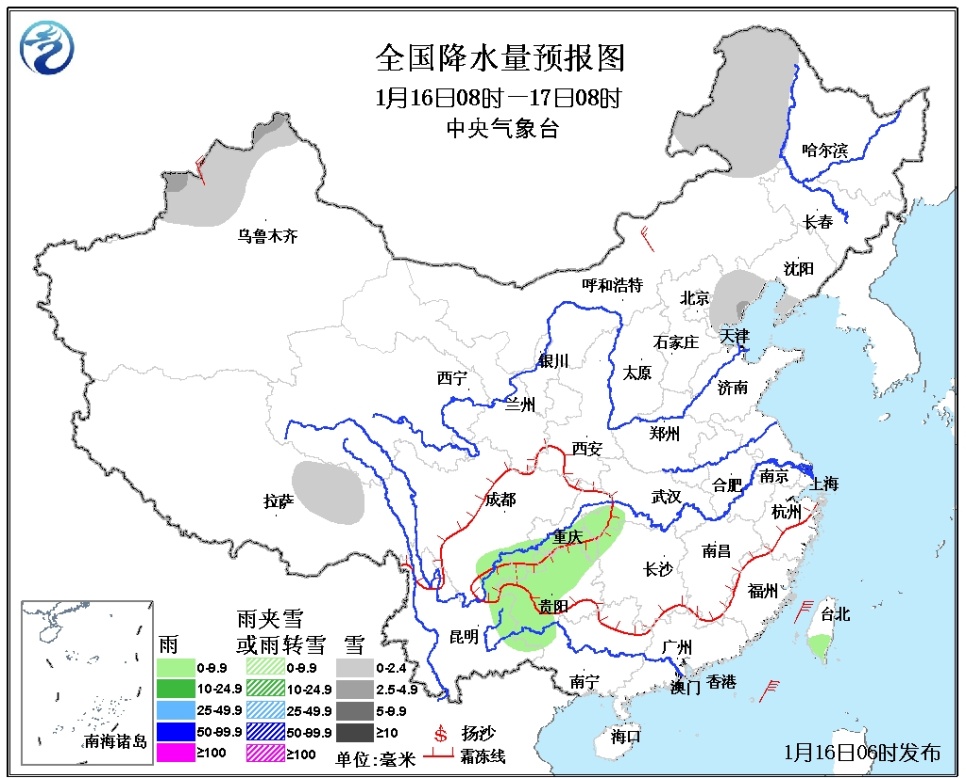 全国降水量预报图
1月16日08时—17日08时
中央气象台
哈尔滨
长春
乌鲁木齐
沈阳
呼和浩特
北京
天津
石家庄
银川
太原
西宁
济南
兰州
郑州
西安
南京
合肥
上海
拉萨
成都
武汉
杭州
重庆
南昌
长沙
福州
贵阳
台北
昆明
广州
南宁
澳门
香港
海口
南海诸岛
雨
雨夹雪
或雨转雪
雪
0-9.9
0-9.9
0-2.4
10-24.9
10-24.9
2.5-4.9
25-49.9
25-49.9
5-9.9
50-99.9
50-99.9
≥10
≥100
≥100
单位:毫米
扬沙
霜冻线
1月16日06时发布